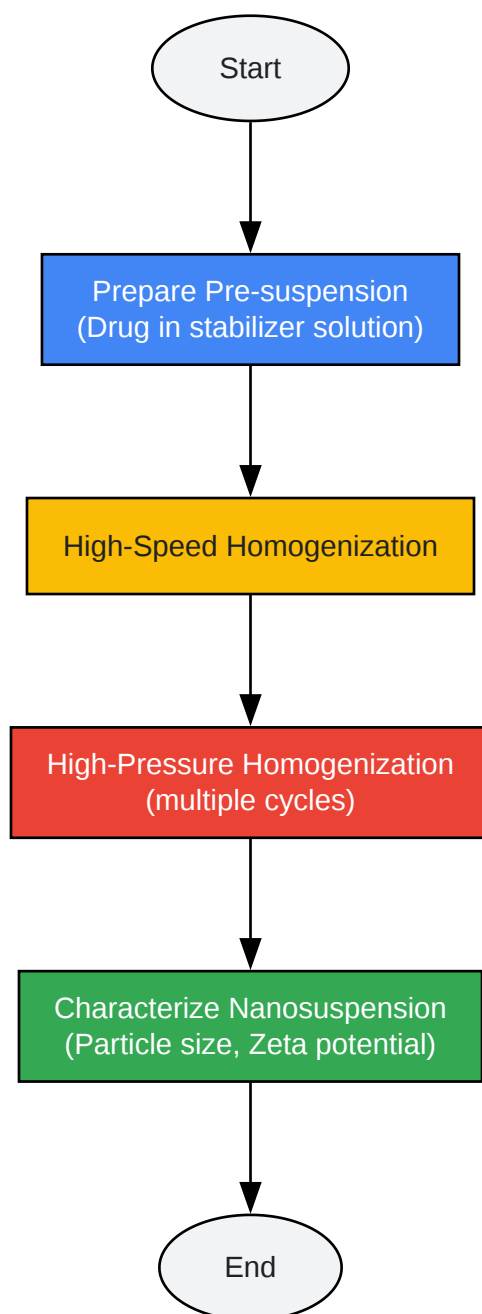 Start
Prepare Pre-suspension
(Drug in stabilizer solution)
High-Speed Homogenization
High-Pressure Homogenization
(multiple cycles)
Characterize Nanosuspension
(Particle size, Zeta potential)
End